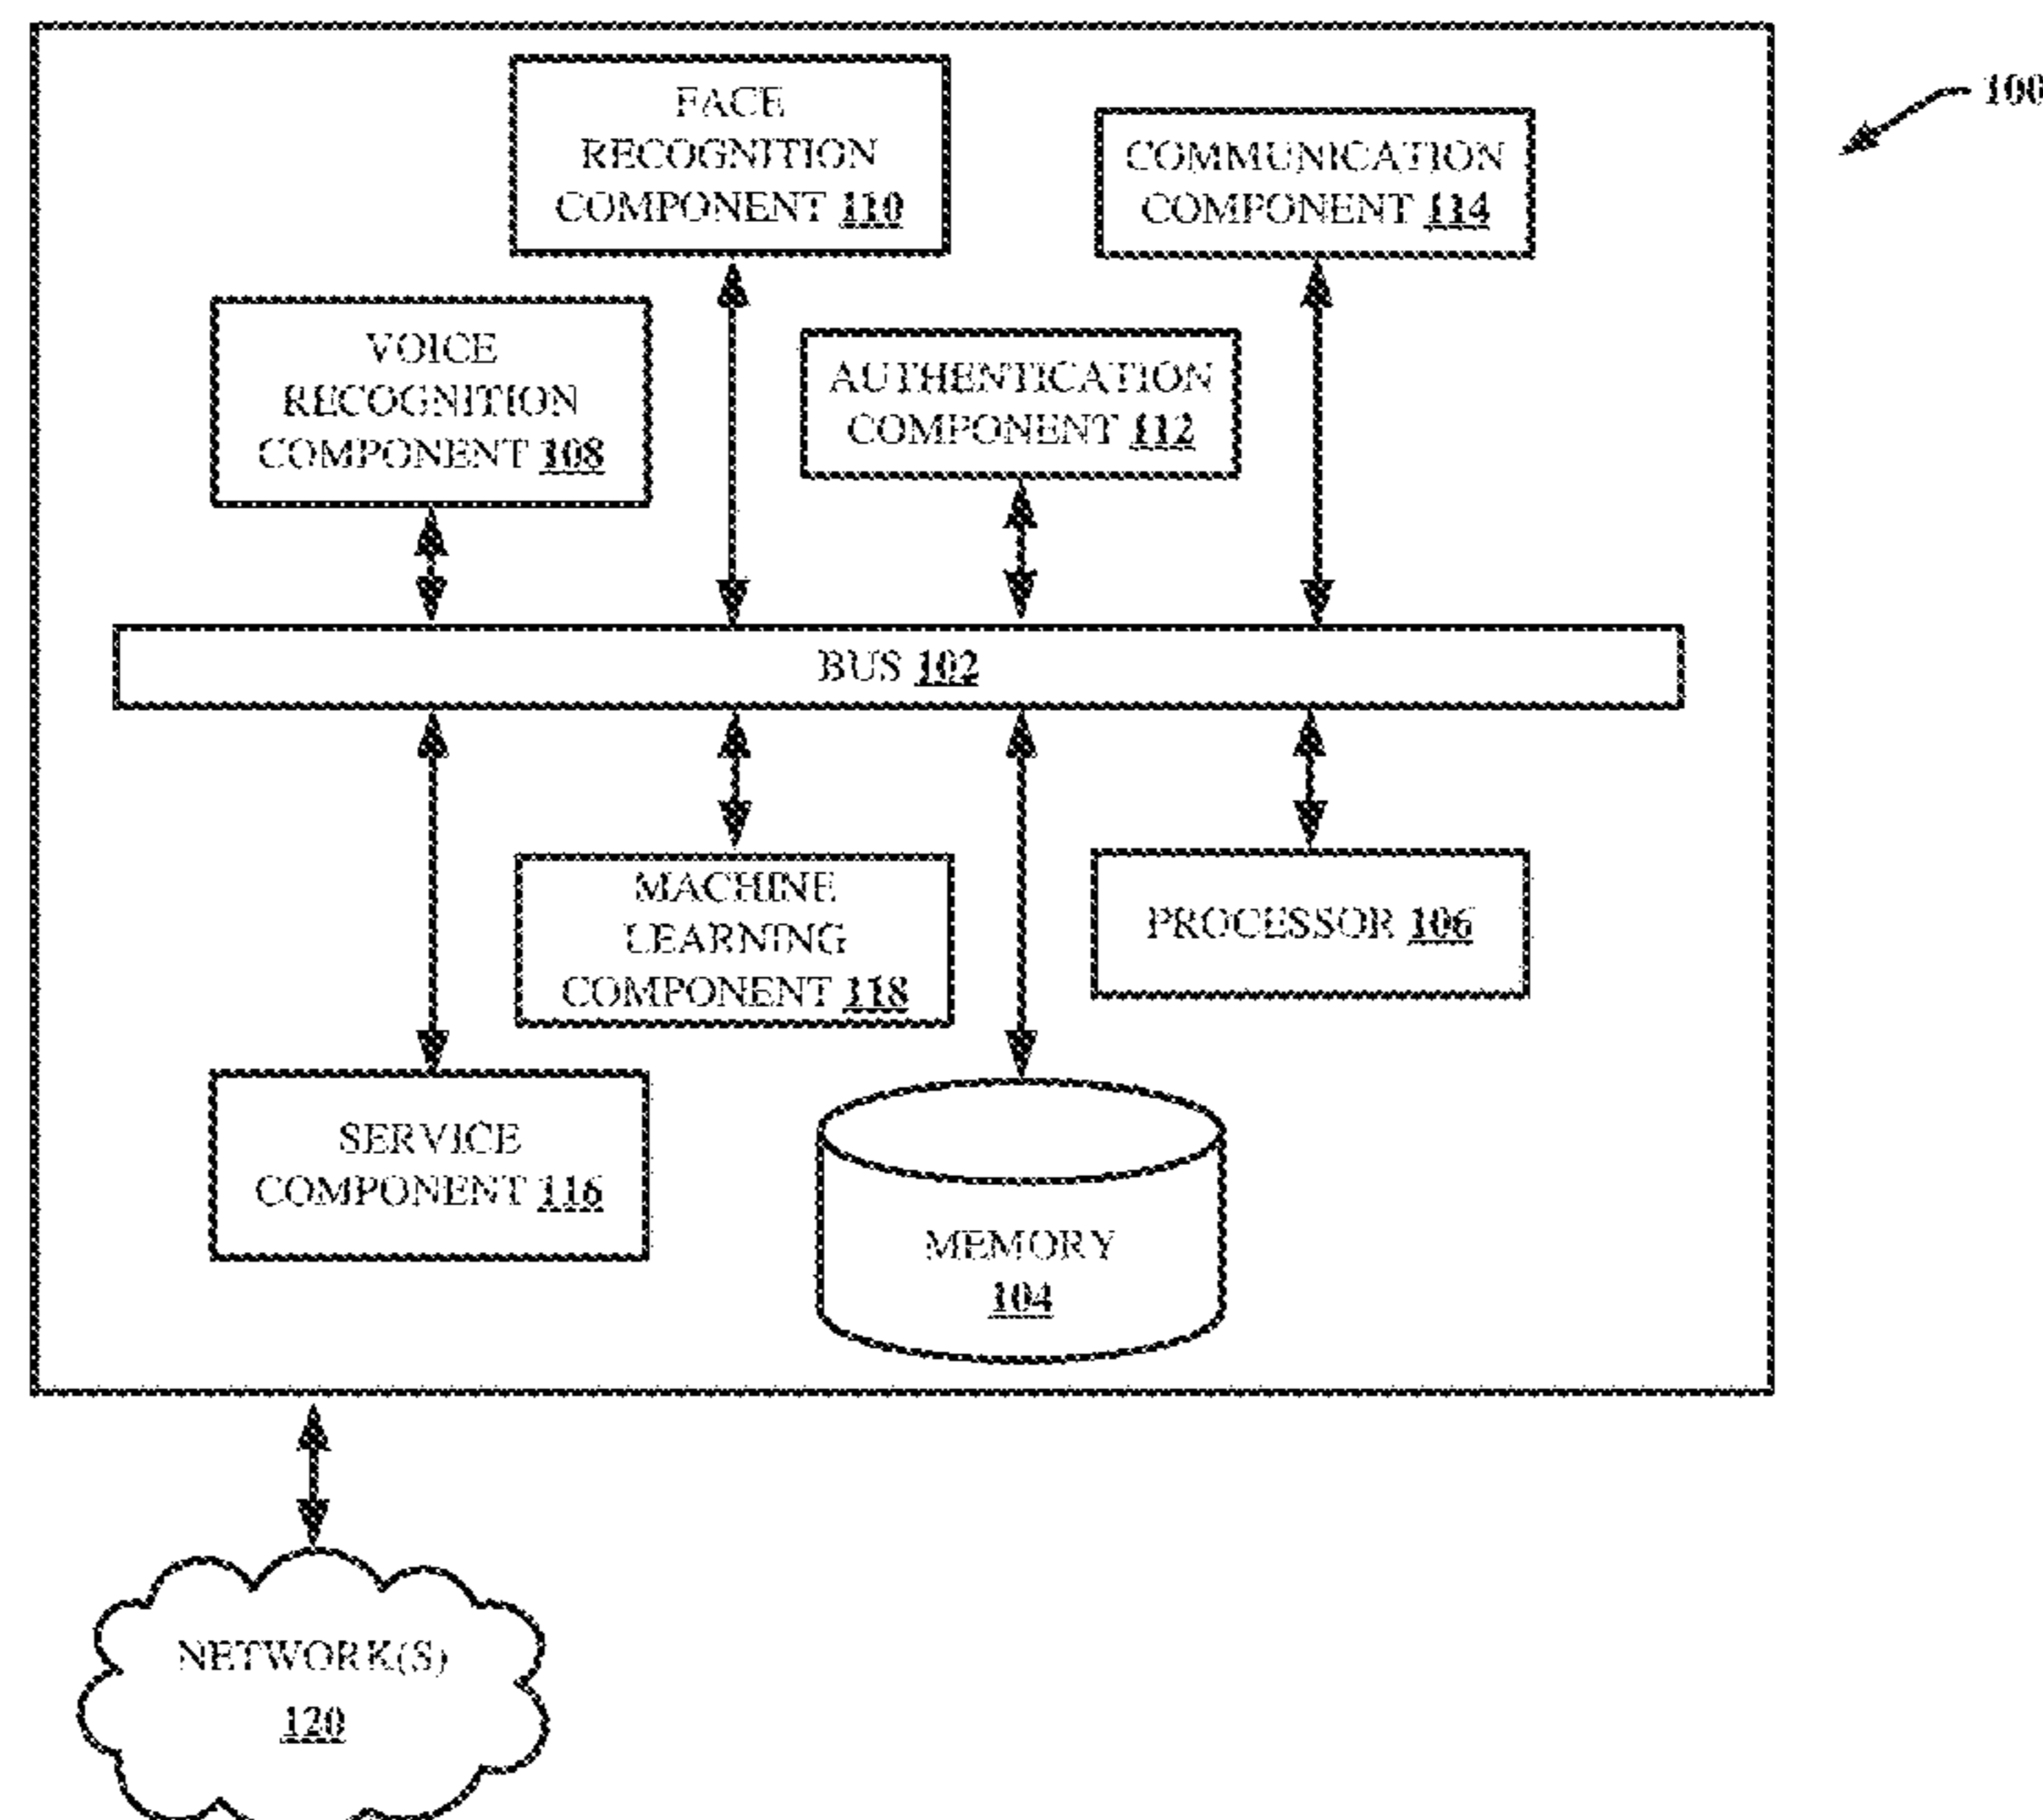 100
FACE
RECOGNITION
COMPONENT 110
COMMUNICATION
COMPONENT 114
VOICE
RECOGNITION
COMPONENT 108
AUTHENTICATION
COMPONENT 112
BUS 102
MACHINE
LEARNING
COMPONENT 118
PROCESSOR 106
SERVICE
COMPONENT 116
MEMORY
104
NETWORK(S)
120